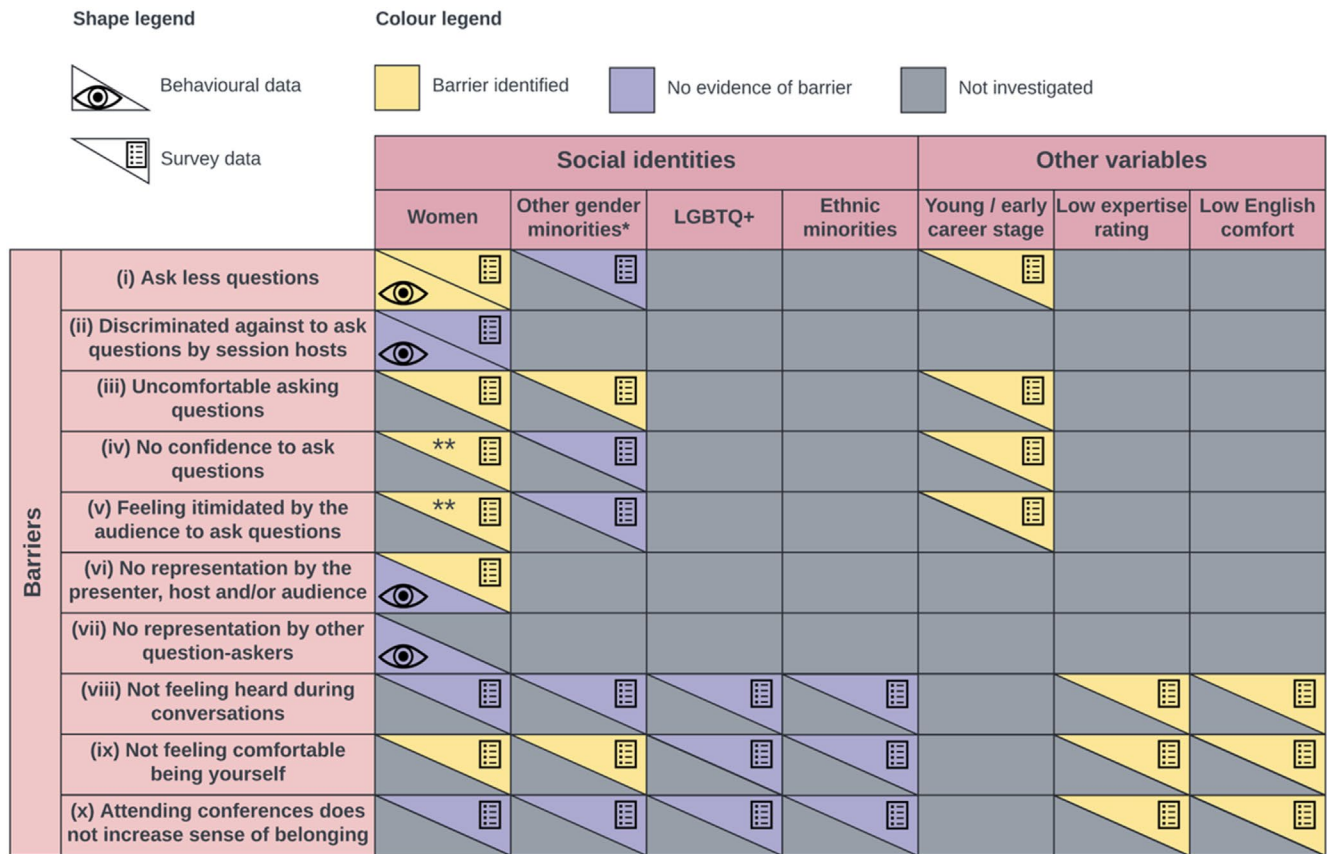 Shape legend
Colour legend
Behavioural data
Barrier identified
No evidence of barrier
Not investigated
Survey data
Social identities
Other variables
Women
Other gender
minorities*
LGBTQ+
Ethnic
minorities
Young / early
career stage
Low expertise
rating
Low English
comfort
Barriers
(i) Ask less questions
(ii) Discriminated against to ask
questions by session hosts
(iii) Uncomfortable asking
questions
(iv) No confidence to ask
questions
**
(v) Feeling itimidated by the
audience to ask questions
**
(vi) No representation by the
presenter, host and/or audience
(vii) No representation by other
question-askers
(viii) Not feeling heard during
conversations
(ix) Not feeling comfortable
being yourself
(x) Attending conferences does
not increase sense of belonging